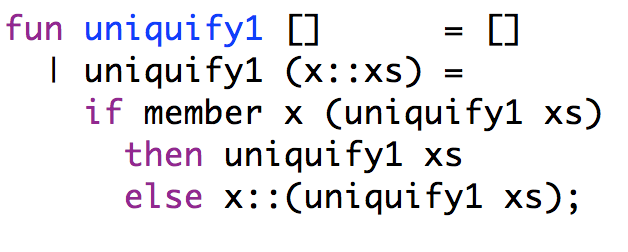 fun uniquify1 []      = []
  | uniquify1 (x::xs) =
    if member x (uniquify1 xs)
      then uniquify1 xs
      else x::(uniquify1 xs);